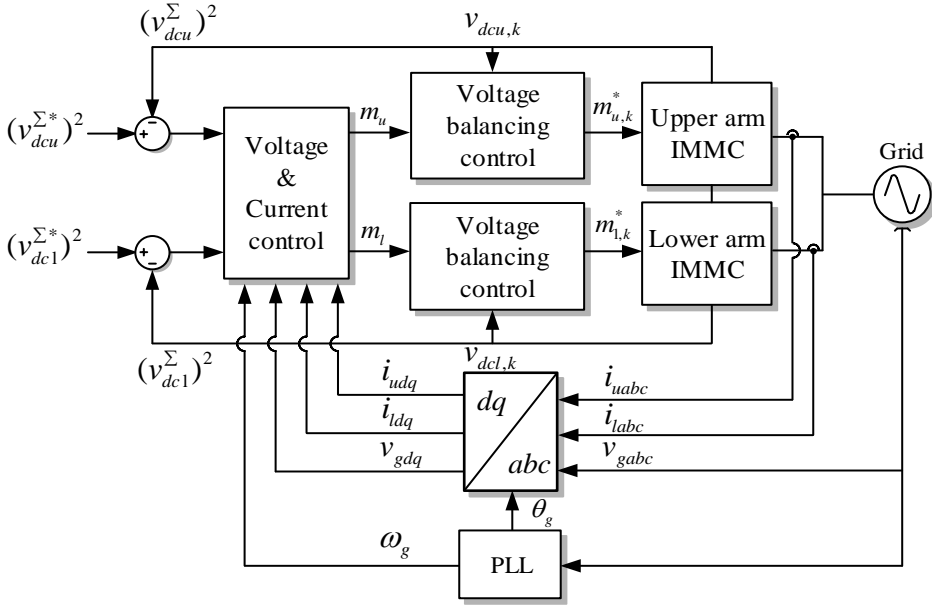 (v_{dcu}^{Σ})^2
v_{dcu,k}
(v_{dcu}^{Σ*})^2
+
−
Voltage
&
Current
control
m_u
Voltage
balancing
control
m_{u,k}^*
Upper arm
IMMC
Grid
(v_{dc1}^{Σ*})^2
+
−
m_l
Voltage
balancing
control
m_{1,k}^*
Lower arm
IMMC
(v_{dc1}^{Σ})^2
v_{dcl,k}
i_{udq}
i_{ldq}
v_{gdq}
dq
abc
i_{uabc}
i_{labc}
v_{gabc}
θ_g
ω_g
PLL